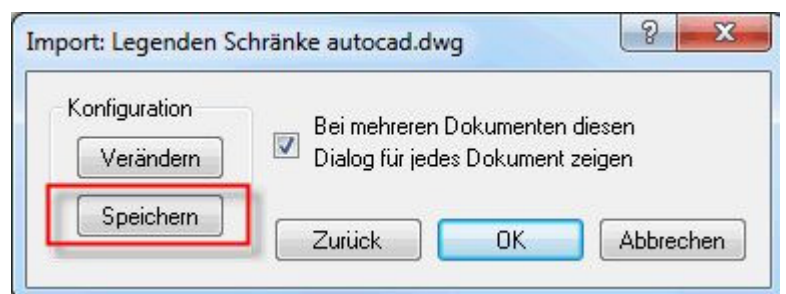 Import: Legenden Schränke autocad.dwg
Konfiguration
Verändern
Speichern
Bei mehreren Dokumenten diesen
Dialog für jedes Dokument zeigen
Zurück
OK
Abbrechen